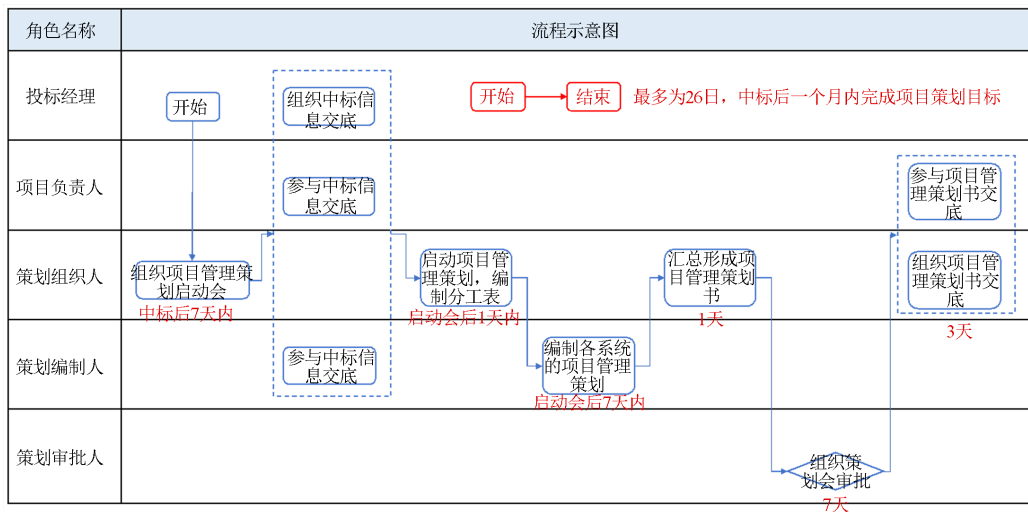 角色名称
流程示意图
投标经理
开始
组织中标信
息交底
开始
结束
最多为26日，中标后一个月内完成项目策划目标
项目负责人
参与中标信
息交底
参与项目管
理策划书交
底
策划组织人
组织项目管理策
划启动会
中标后7天内
启动项目管
理策划，编
制分工表
启动会后1天内
汇总形成项
目管理策划
书
1天
组织项目管
理策划书交
底
3天
策划编制人
参与中标信
息交底
编制各系统
的项目管理
策划
启动会后7天内
策划审批人
组织策
划会审批
7天